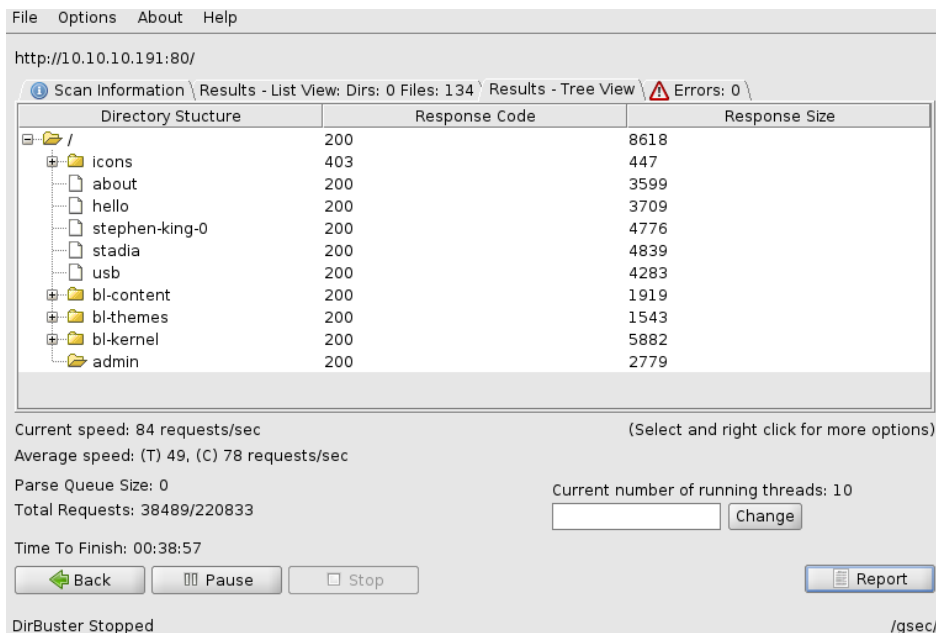 File Options About Help
http://10.10.10.191:80/
Scan Information Results - List View: Dirs: 0 Files: 134 Results - Tree View Errors: 0
Directory Stucture Response Code Response Size
/ 200 8618
icons 403 447
about 200 3599
hello 200 3709
stephen-king-0 200 4776
stadia 200 4839
usb 200 4283
bl-content 200 1919
bl-themes 200 1543
bl-kernel 200 5882
admin 200 2779
Current speed: 84 requests/sec (Select and right click for more options)
Average speed: (T) 49, (C) 78 requests/sec
Parse Queue Size: 0
Current number of running threads: 10
Total Requests: 38489/220833
Change
Time To Finish: 00:38:57
Back Pause Stop Report
DirBuster Stopped /qsec/